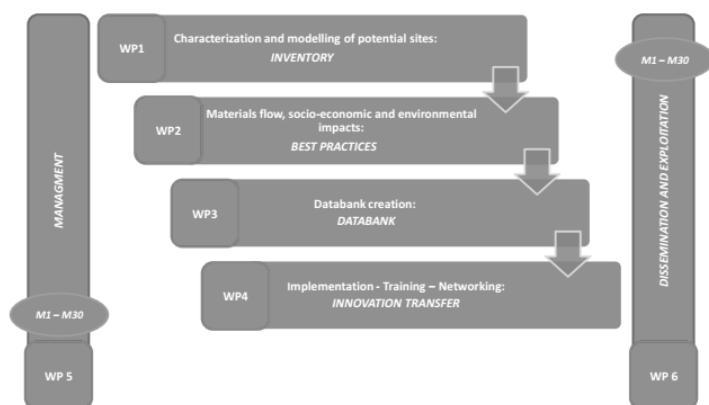 MANAGMENT
M1 – M30
WP 5
WP1
Characterization and modelling of potential sites:
INVENTORY
WP2
Materials flow, socio-economic and environmental
impacts:
BEST PRACTICES
WP3
Databank creation:
DATABANK
WP4
Implementation - Training – Networking:
INNOVATION TRANSFER
M1 – M30
DISSEMINATION AND EXPLOITATION
WP 6